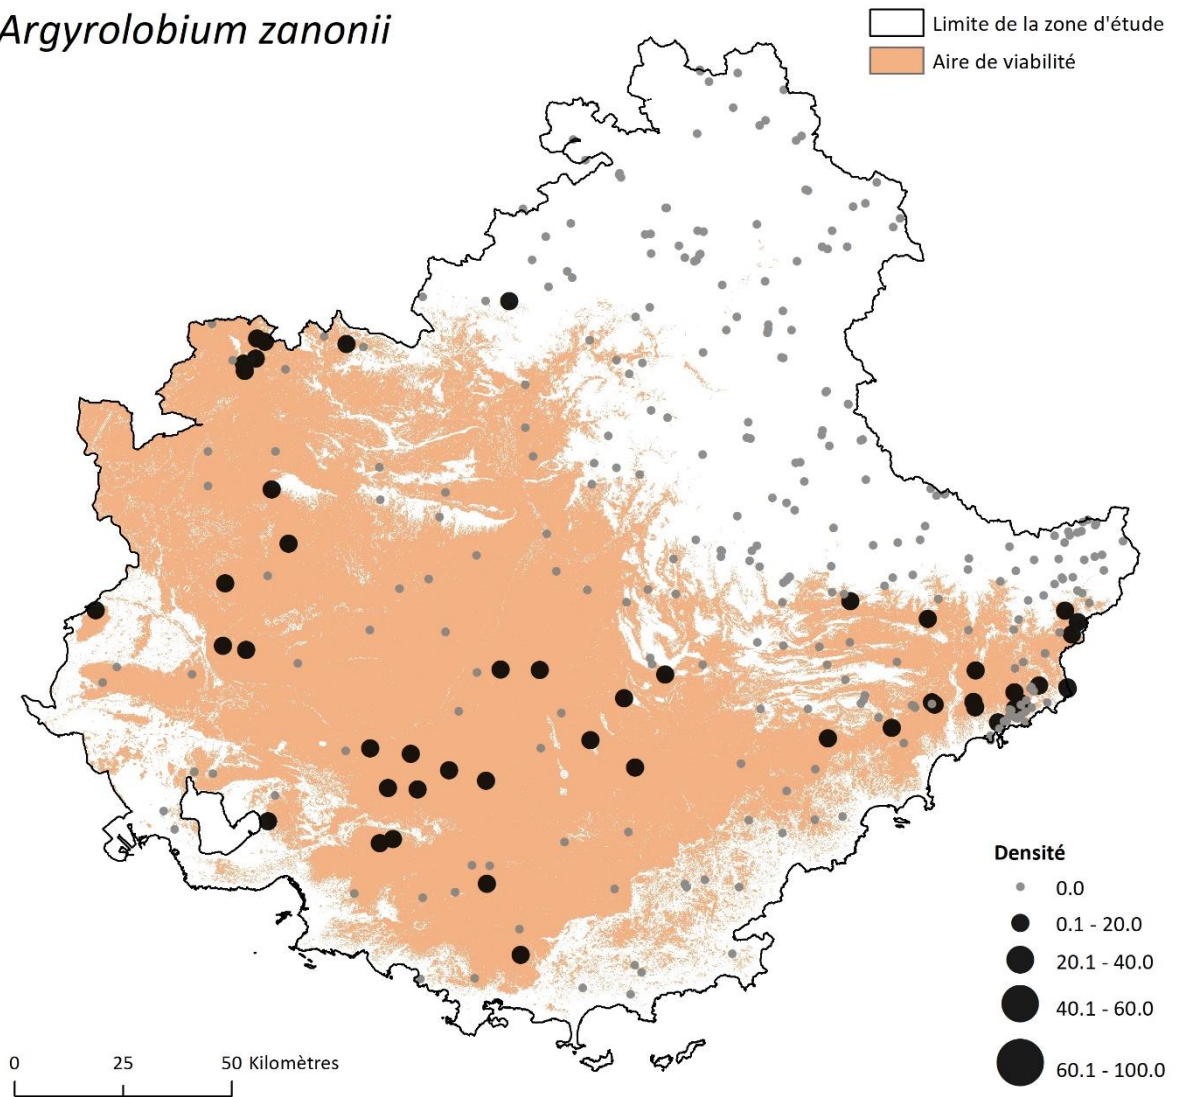 Argyrolobium zanonii
Limite de la zone d'étude
Aire de viabilité
Densité
0.0
0.1 - 20.0
20.1 - 40.0
40.1 - 60.0
60.1 - 100.0
0 25 50 Kilomètres